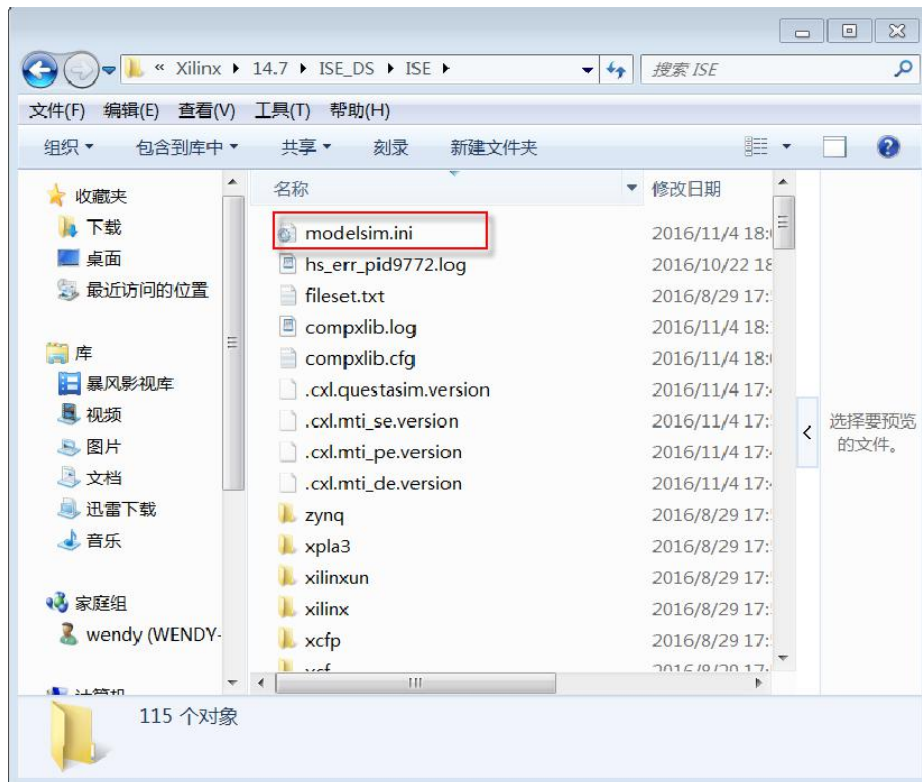 « Xilinx ▸ 14.7 ▸ ISE_DS ▸ ISE ▸
搜索 ISE
文件(F) 编辑(E) 查看(V) 工具(T) 帮助(H)
组织 包含到库中 共享 刻录 新建文件夹
收藏夹
下载
桌面
最近访问的位置
库
暴风影视库
视频
图片
文档
迅雷下载
音乐
家庭组
wendy (WENDY-
计算机
名称 修改日期
modelsim.ini 2016/11/4 18:
hs_err_pid9772.log 2016/10/22 18
fileset.txt 2016/8/29 17:
compxlib.log 2016/11/4 18:
compxlib.cfg 2016/11/4 18:
.cxl.questasim.version 2016/11/4 17:
.cxl.mti_se.version 2016/11/4 17:
.cxl.mti_pe.version 2016/11/4 17:
.cxl.mti_de.version 2016/11/4 17:
zynq 2016/8/29 17:
xpla3 2016/8/29 17:
xilinxun 2016/8/29 17:
xilinx 2016/8/29 17:
xcfp 2016/8/29 17:
xcf 2016/8/29 17:
选择要预览
的文件。
115 个对象